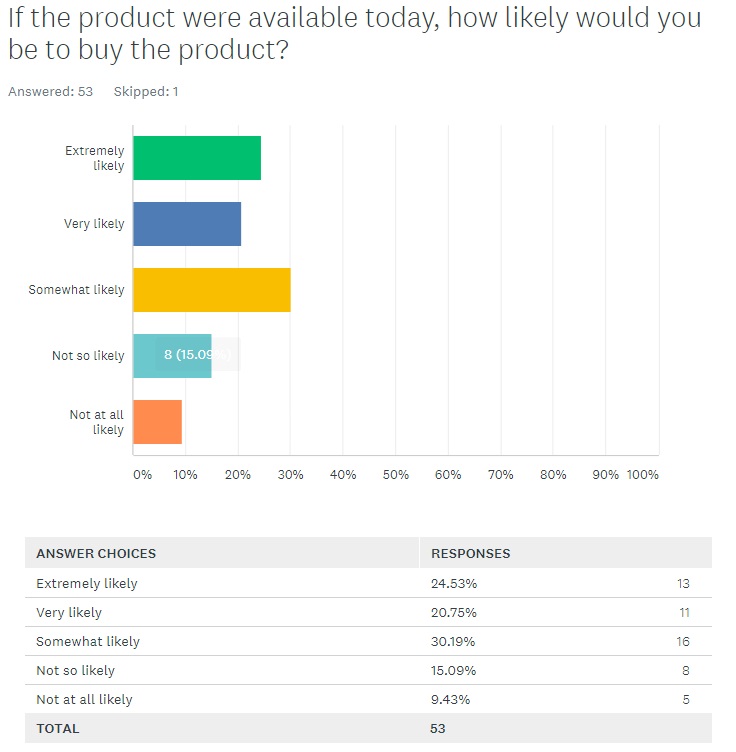 If the product were available today, how likely would you
be to buy the product?
Answered: 53 Skipped: 1
Extremely
likely
Very likely
Somewhat likely
Not so likely
8 (15.09%)
Not at all
likely
0% 10% 20% 30% 40% 50% 60% 70% 80% 90% 100%
ANSWER CHOICES RESPONSES
Extremely likely 24.53% 13
Very likely 20.75% 11
Somewhat likely 30.19% 16
Not so likely 15.09% 8
Not at all likely 9.43% 5
TOTAL 53